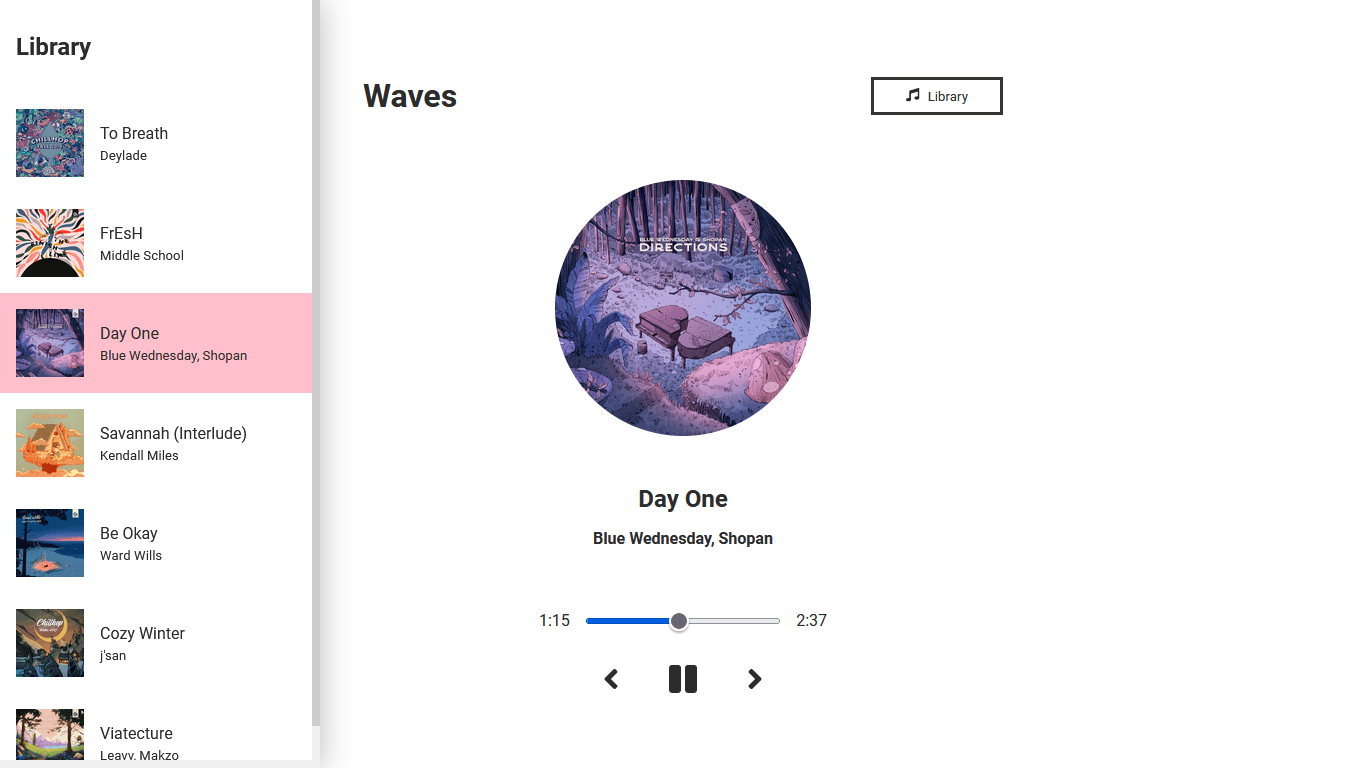 Library
To Breath
Deylade
FrEsH
Middle School
Day One
Blue Wednesday, Shopan
Savannah (Interlude)
Kendall Miles
Be Okay
Ward Wills
Cozy Winter
j'san
Viatecture
Leavv, Makzo
Waves
Library
BLUE WEDNESDAY & SHOPAN
DIRECTIONS
Day One
Blue Wednesday, Shopan
1:15
2:37
CHILLHOP
Chillhop